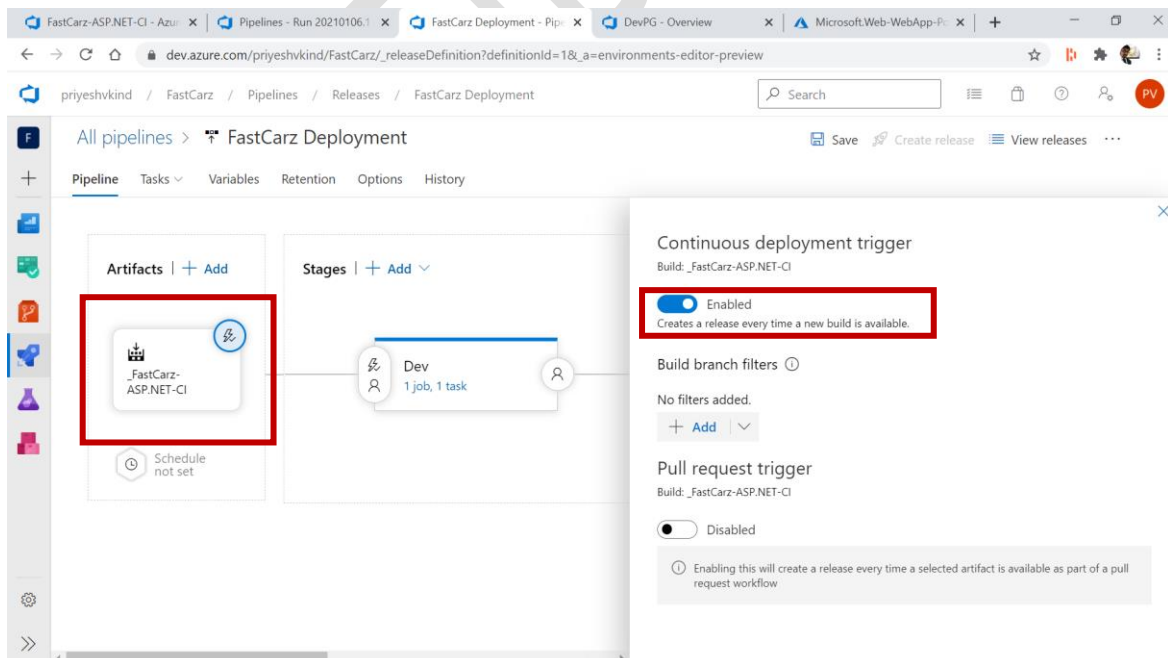 FastCarz-ASP.NET-CI - Azur
Pipelines - Run 20210106.1
FastCarz Deployment - Pipe
DevPG - Overview
Microsoft.Web-WebApp-Po
dev.azure.com/priyeshvkind/FastCarz/_releaseDefinition?definitionId=1&_a=environments-editor-preview
priyeshvkind / FastCarz / Pipelines / Releases / FastCarz Deployment
Search
PV
F
All pipelines > FastCarz Deployment
Save
Create release
View releases
Pipeline Tasks Variables Retention Options History
Artifacts | + Add
Stages | + Add
_FastCarz-
ASP.NET-CI
Schedule
not set
Dev
1 job, 1 task
Continuous deployment trigger
Build: _FastCarz-ASP.NET-CI
Enabled
Creates a release every time a new build is available.
Build branch filters
No filters added.
+ Add
Pull request trigger
Build: _FastCarz-ASP.NET-CI
Disabled
Enabling this will create a release every time a selected artifact is available as part of a pull
request workflow